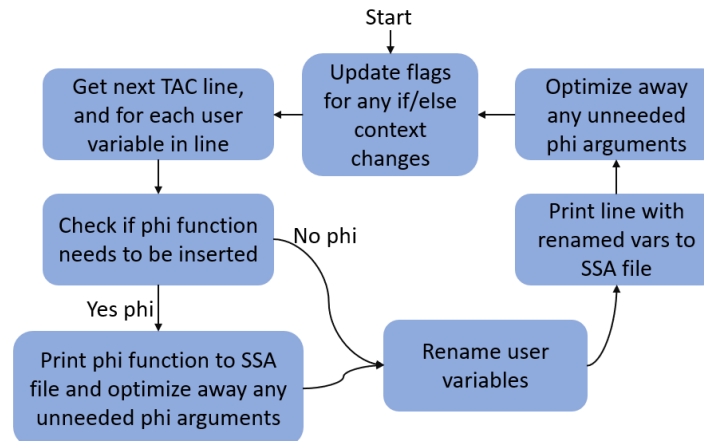 Start
Update flags
for any if/else
context
changes
Get next TAC line,
and for each user
variable in line
Check if phi function
needs to be inserted
No phi
Yes phi
Print phi function to SSA
file and optimize away any
unneeded phi arguments
Rename user
variables
Print line with
renamed vars to
SSA file
Optimize away
any unneeded
phi arguments